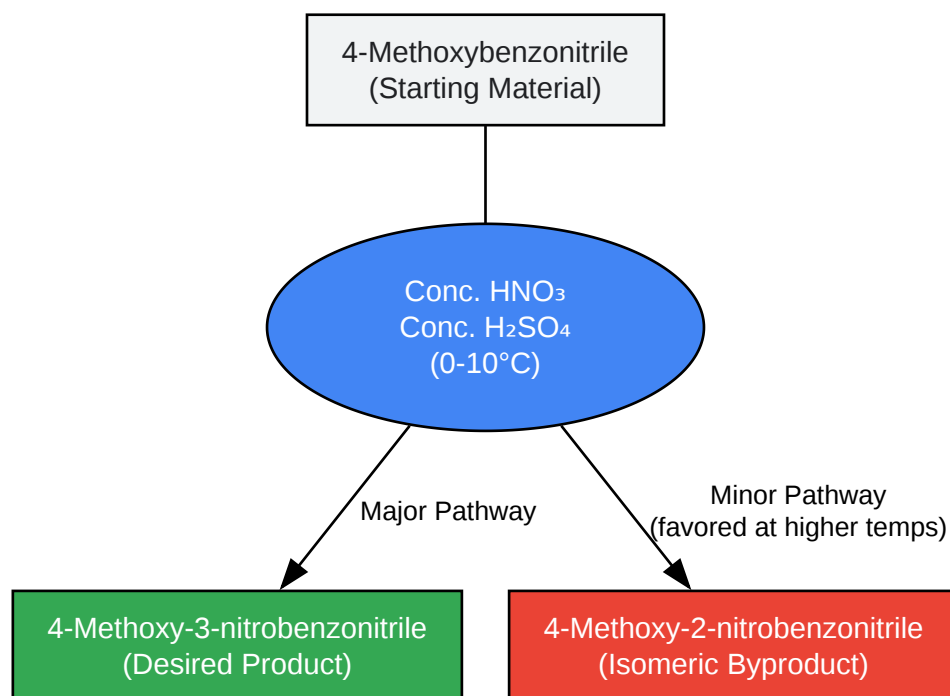 4-Methoxybenzonitrile
(Starting Material)
Conc. HNO₃
Conc. H₂SO₄
(0-10°C)
Major Pathway
Minor Pathway
(favored at higher temps)
4-Methoxy-3-nitrobenzonitrile
(Desired Product)
4-Methoxy-2-nitrobenzonitrile
(Isomeric Byproduct)